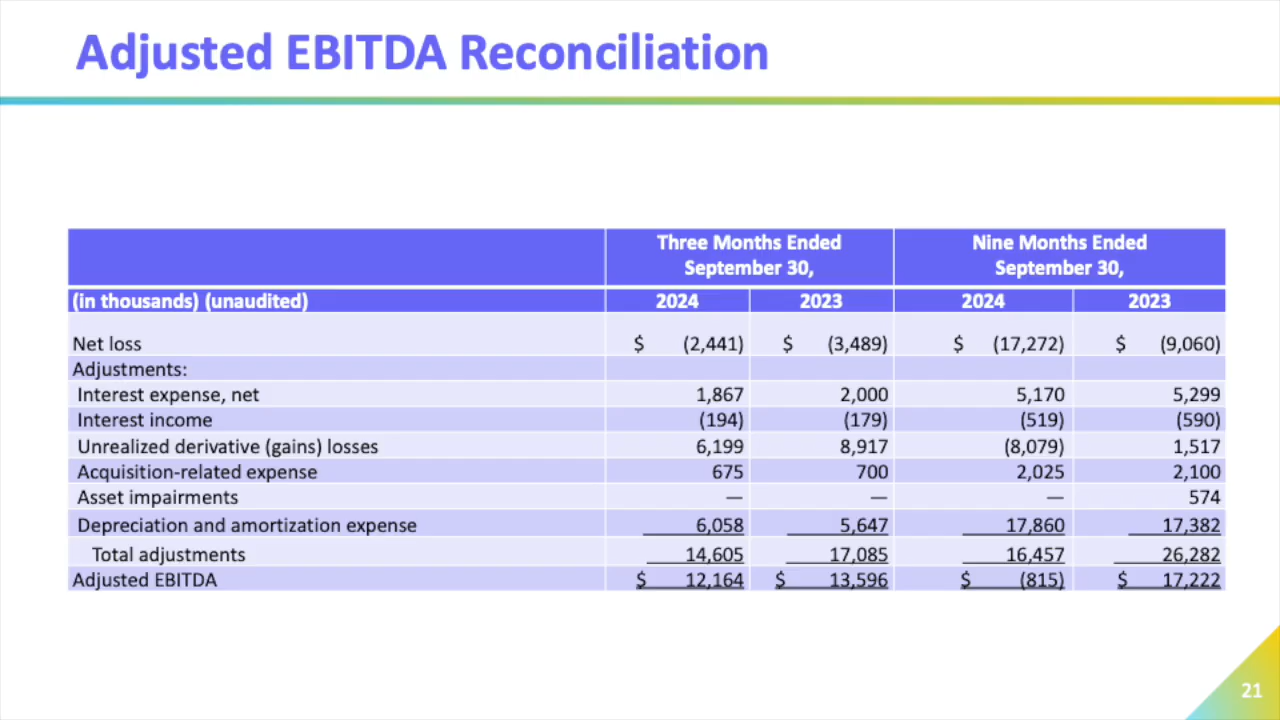 Adjusted EBITDA Reconciliation
Three Months Ended September 30, Nine Months Ended September 30,
(in thousands) (unaudited) 2024 2023 2024 2023
Net loss $ (2,441) $ (3,489) $ (17,272) $ (9,060)
Adjustments:
Interest expense, net 1,867 2,000 5,170 5,299
Interest income (194) (179) (519) (590)
Unrealized derivative (gains) losses 6,199 8,917 (8,079) 1,517
Acquisition-related expense 675 700 2,025 2,100
Asset impairments — — — 574
Depreciation and amortization expense 6,058 5,647 17,860 17,382
Total adjustments 14,605 17,085 16,457 26,282
Adjusted EBITDA $ 12,164 $ 13,596 $ (815) $ 17,222
21